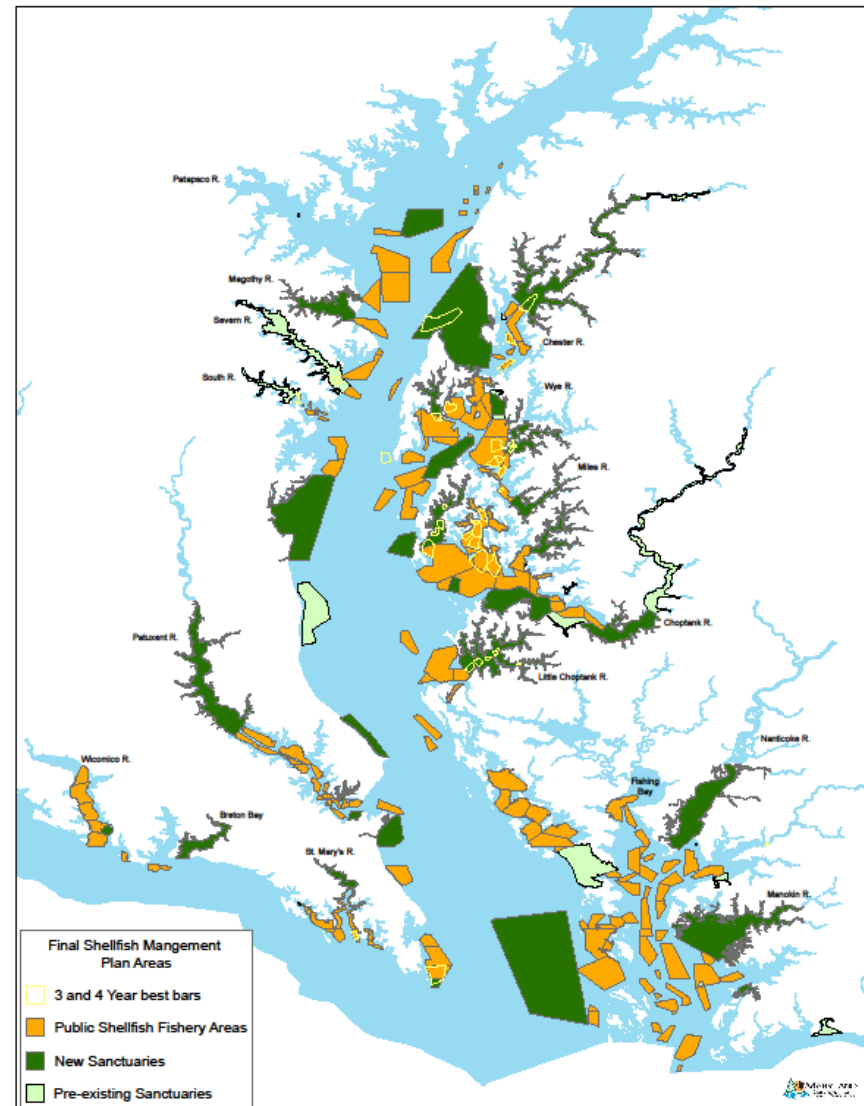 Patapsco R.
Magothy R.
Severn R.
South R.
Chester R.
Wye R.
Miles R.
Choptank R.
Little Choptank R.
Patuxent R.
Nanticoke R.
Wicomico R.
Fishing
Bay
Breton Bay
St. Mary's R.
Manokin R.
Final Shellfish Mangement
Plan Areas
3 and 4 Year best bars
Public Shellfish Fishery Areas
New Sanctuaries
Pre-existing Sanctuaries